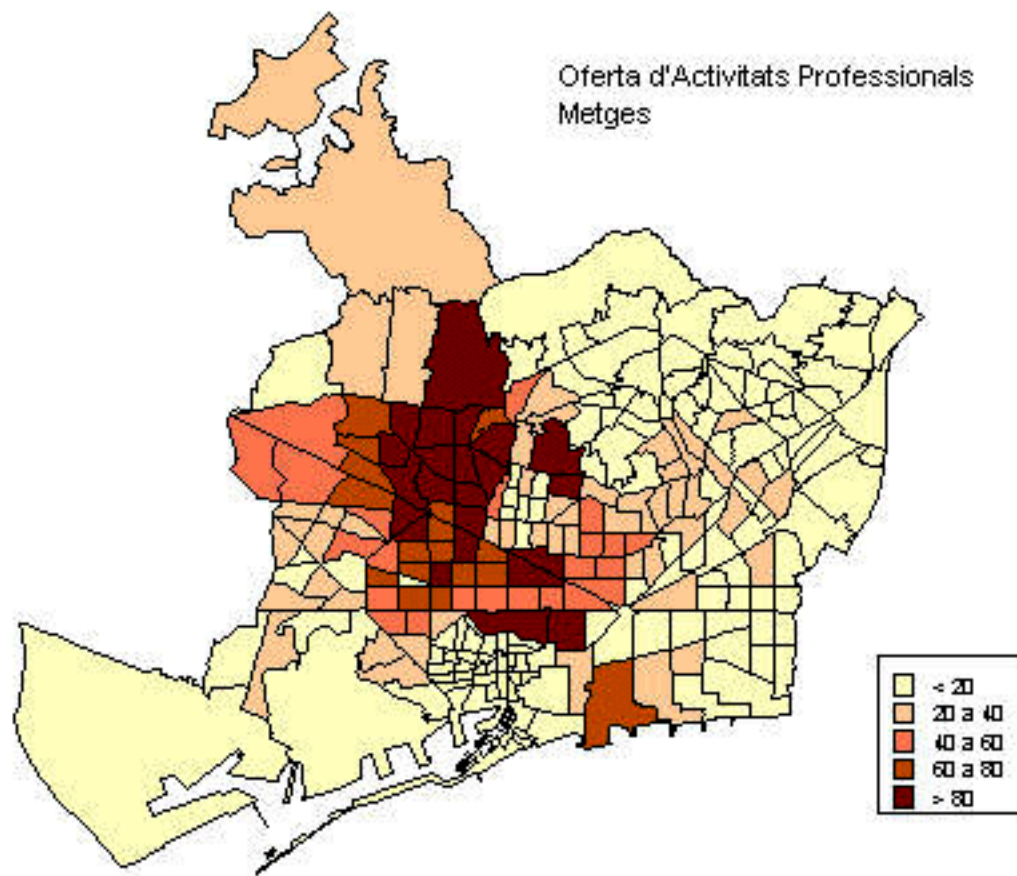 Oferta d'Activitats Professionals
Metges
< 20
20 a 40
40 a 60
60 a 80
> 80